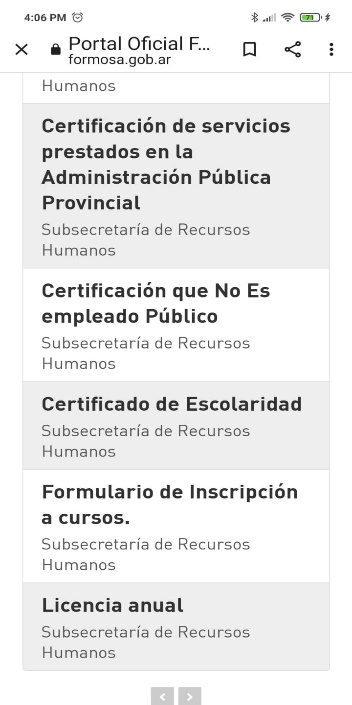 4:06 PM
71
Portal Oficial F...
formosa.gob.ar
Humanos
Certificación de servicios
prestados en la
Administración Pública
Provincial
Subsecretaría de Recursos
Humanos
Certificación que No Es
empleado Público
Subsecretaría de Recursos
Humanos
Certificado de Escolaridad
Subsecretaría de Recursos
Humanos
Formulario de Inscripción
a cursos.
Subsecretaría de Recursos
Humanos
Licencia anual
Subsecretaría de Recursos
Humanos